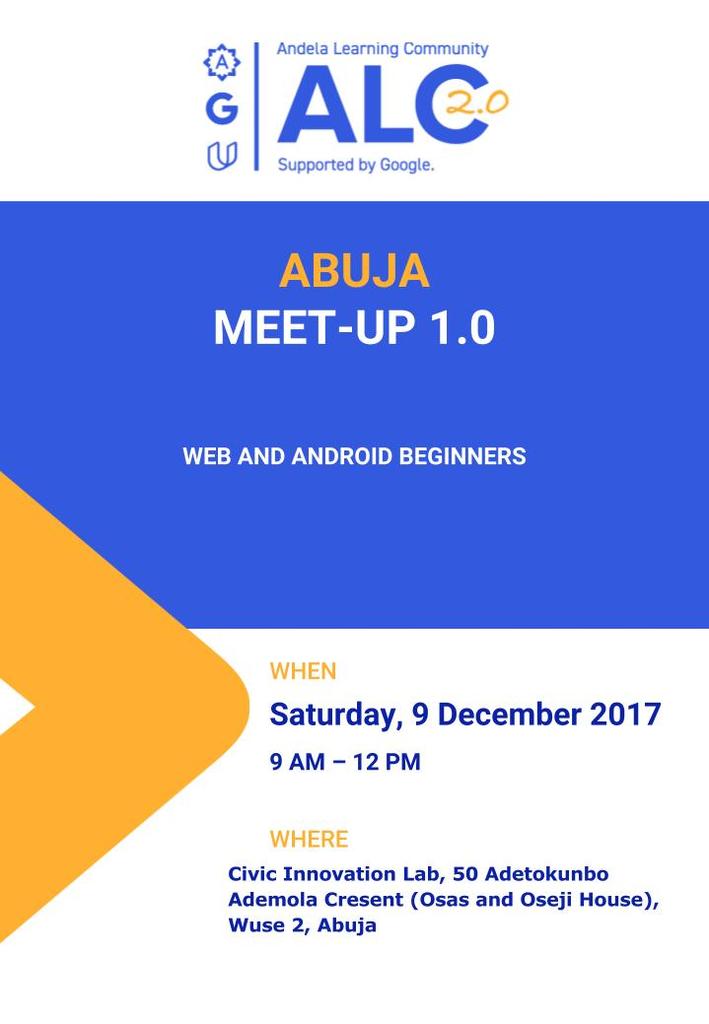 Andela Learning Community
A
G
U
ALC 2.0
Supported by Google.
ABUJA
MEET-UP 1.0
WEB AND ANDROID BEGINNERS
WHEN
Saturday, 9 December 2017
9 AM – 12 PM
WHERE
Civic Innovation Lab, 50 Adetokunbo
Ademola Cresent (Osas and Oseji House),
Wuse 2, Abuja